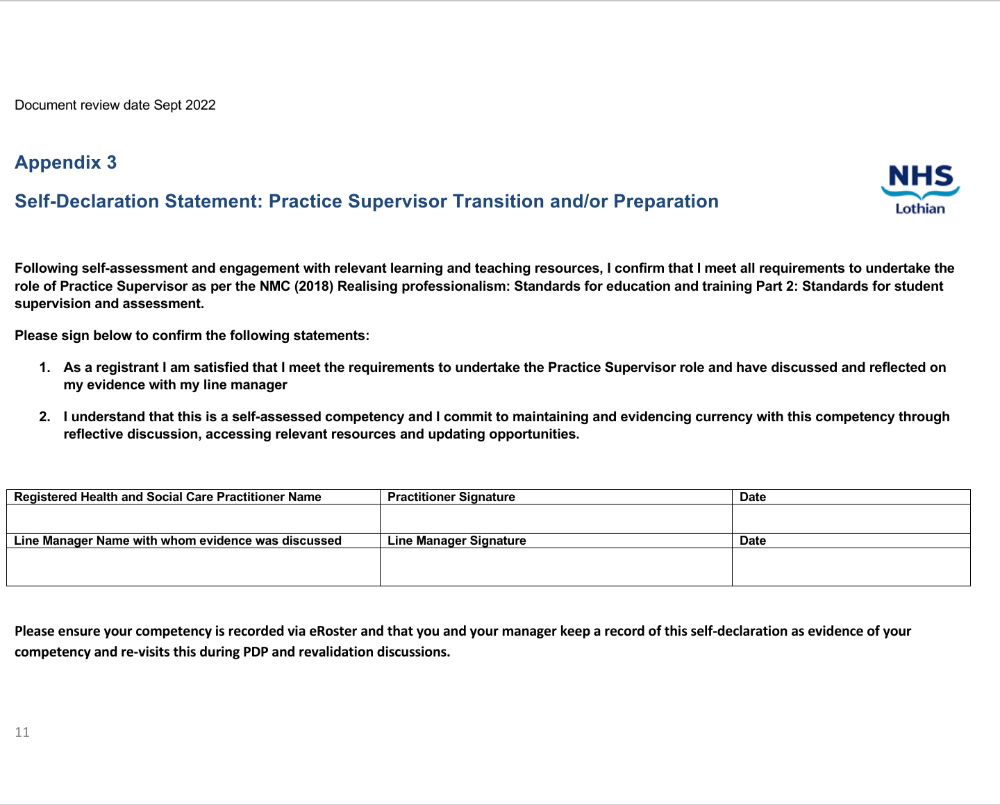 Document review date Sept 2022
Appendix 3
NHS
Lothian
Self-Declaration Statement: Practice Supervisor Transition and/or Preparation
Following self-assessment and engagement with relevant learning and teaching resources, I confirm that I meet all requirements to undertake the
role of Practice Supervisor as per the NMC (2018) Realising professionalism: Standards for education and training Part 2: Standards for student
supervision and assessment.
Please sign below to confirm the following statements:
1. As a registrant I am satisfied that I meet the requirements to undertake the Practice Supervisor role and have discussed and reflected on
my evidence with my line manager
2. I understand that this is a self-assessed competency and I commit to maintaining and evidencing currency with this competency through
reflective discussion, accessing relevant resources and updating opportunities.
Registered Health and Social Care Practitioner Name Practitioner Signature Date
Line Manager Name with whom evidence was discussed Line Manager Signature Date
Please ensure your competency is recorded via eRoster and that you and your manager keep a record of this self-declaration as evidence of your
competency and re-visits this during PDP and revalidation discussions.
11